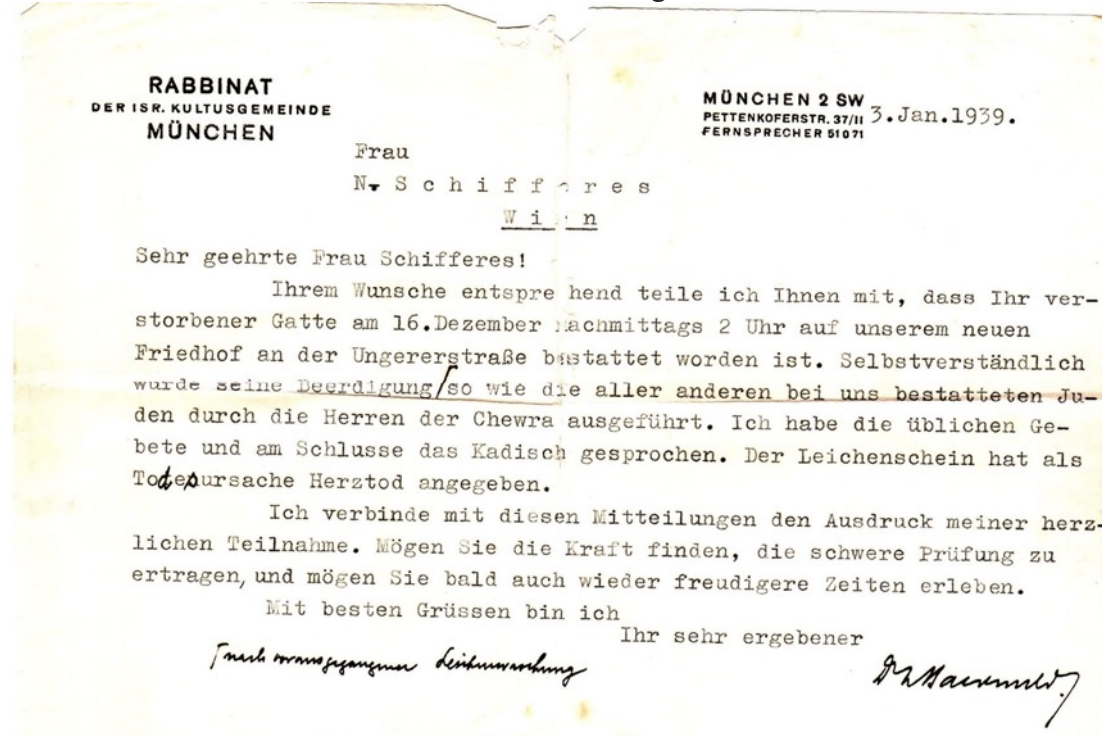 RABBINAT
DER ISR. KULTUSGEMEINDE
MÜNCHEN
MÜNCHEN 2 SW
PETTENKOFERSTR. 37/II 3.Jan.1939.
FERNSPRECHER 51071
Frau
N. S c h i f f e r e s
W i e n
Sehr geehrte Frau Schifferes!
Ihrem Wunsche entspre hend teile ich Ihnen mit, dass Ihr ver-
storbener Gatte am 16.Dezember nachmittags 2 Uhr auf unserem neuen
Friedhof an der Ungererstraße bestattet worden ist. Selbstverständlich
wurde seine Beerdigung/so wie die aller anderen bei uns bestatteten Ju-
den durch die Herren der Chewra ausgeführt. Ich habe die üblichen Ge-
bete und am Schlusse das Kadisch gesprochen. Der Leichenschein hat als
Todesursache Herztod angegeben.
Ich verbinde mit diesen Mitteilungen den Ausdruck meiner herz-
lichen Teilnahme. Mögen Sie die Kraft finden, die schwere Prüfung zu
ertragen, und mögen Sie bald auch wieder freudigere Zeiten erleben.
Mit besten Grüssen bin ich
Ihr sehr ergebener
nach vorausgegangener Leichenwaschung